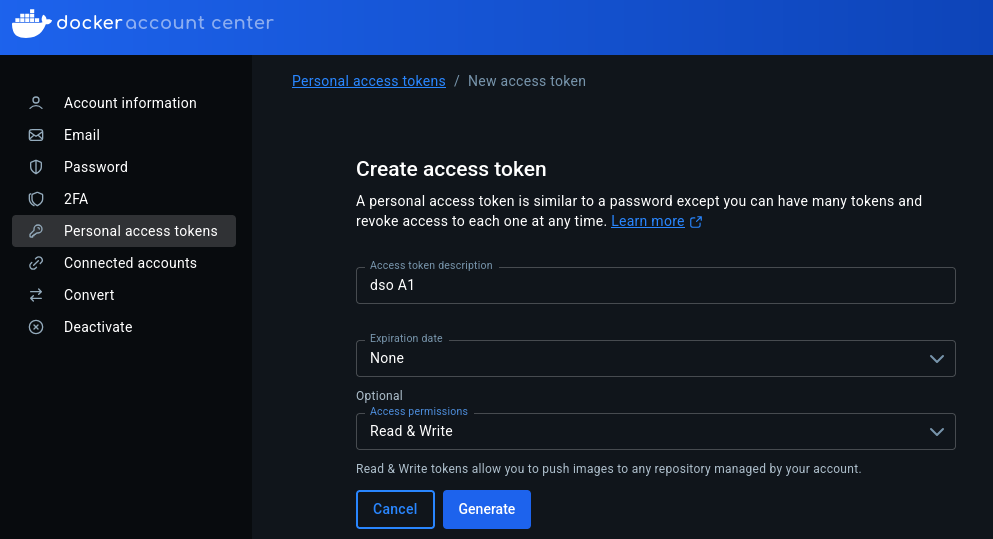 docker account center
Personal access tokens / New access token
Account information
Email
Password
2FA
Personal access tokens
Connected accounts
Convert
Deactivate
Create access token
A personal access token is similar to a password except you can have many tokens and
revoke access to each one at any time. Learn more
Access token description
dso A1
Expiration date
None
Optional
Access permissions
Read & Write
Read & Write tokens allow you to push images to any repository managed by your account.
Cancel Generate